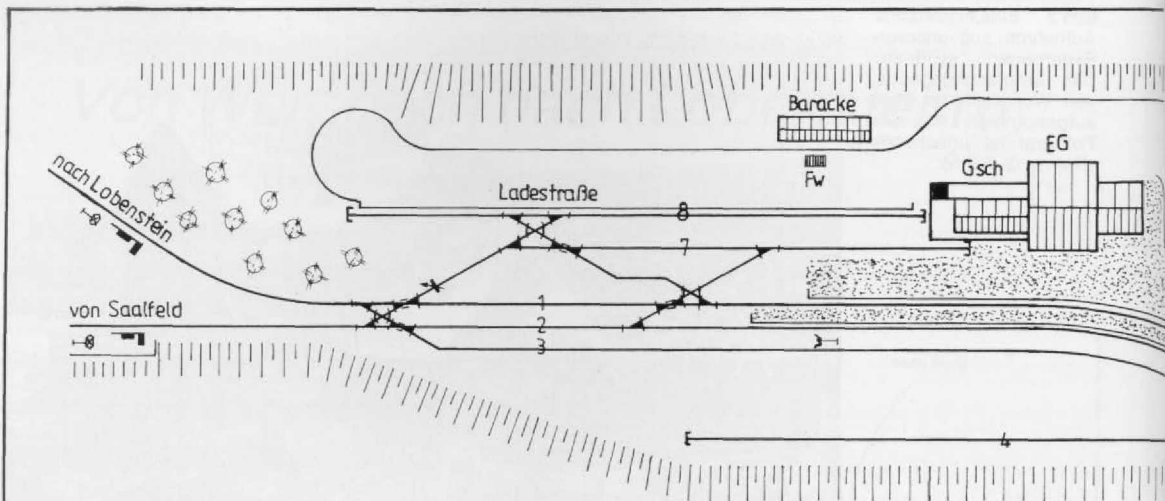 Baracke
EG
Gsch
Fw
nach Lobenstein
Ladestraße
8
7
von Saalfeld
1
2
3
4